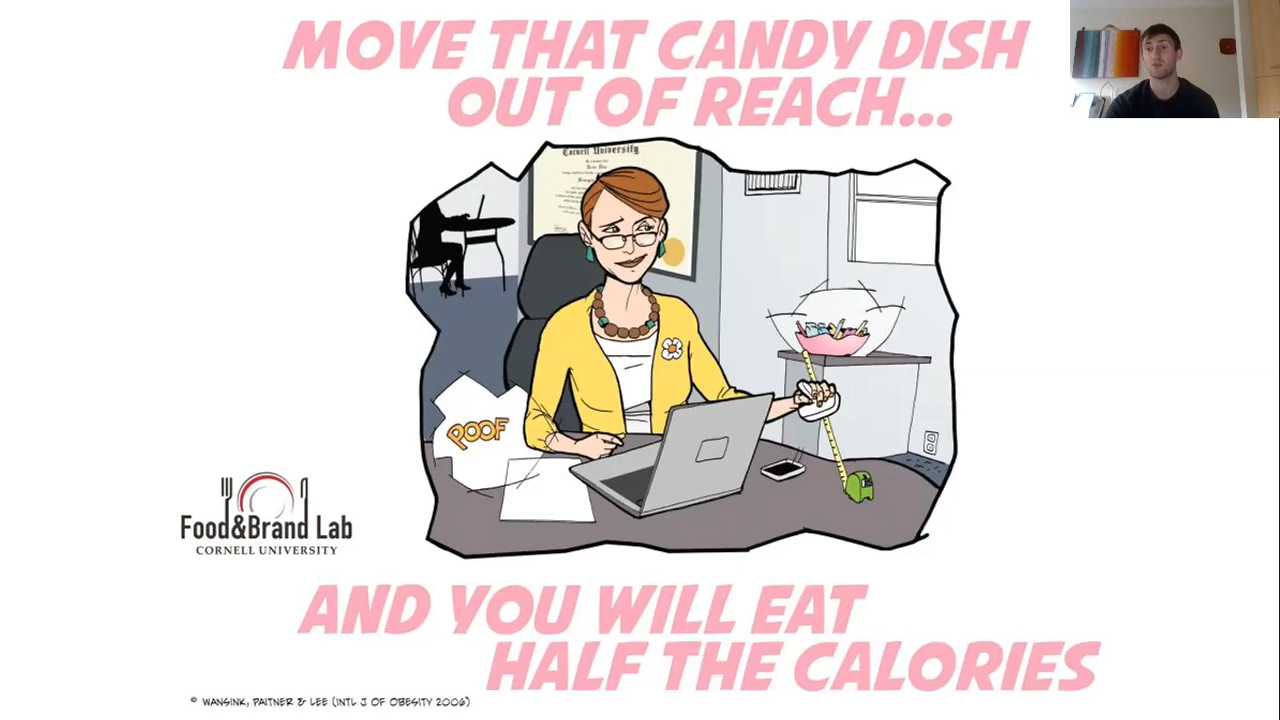 MOVE THAT CANDY DISH
OUT OF REACH...
Cornell University
POOF
Food&Brand Lab
CORNELL UNIVERSITY
AND YOU WILL EAT
HALF THE CALORIES
© WANSINK, PAITNER & LEE (INTL J OF OBESITY 2006)